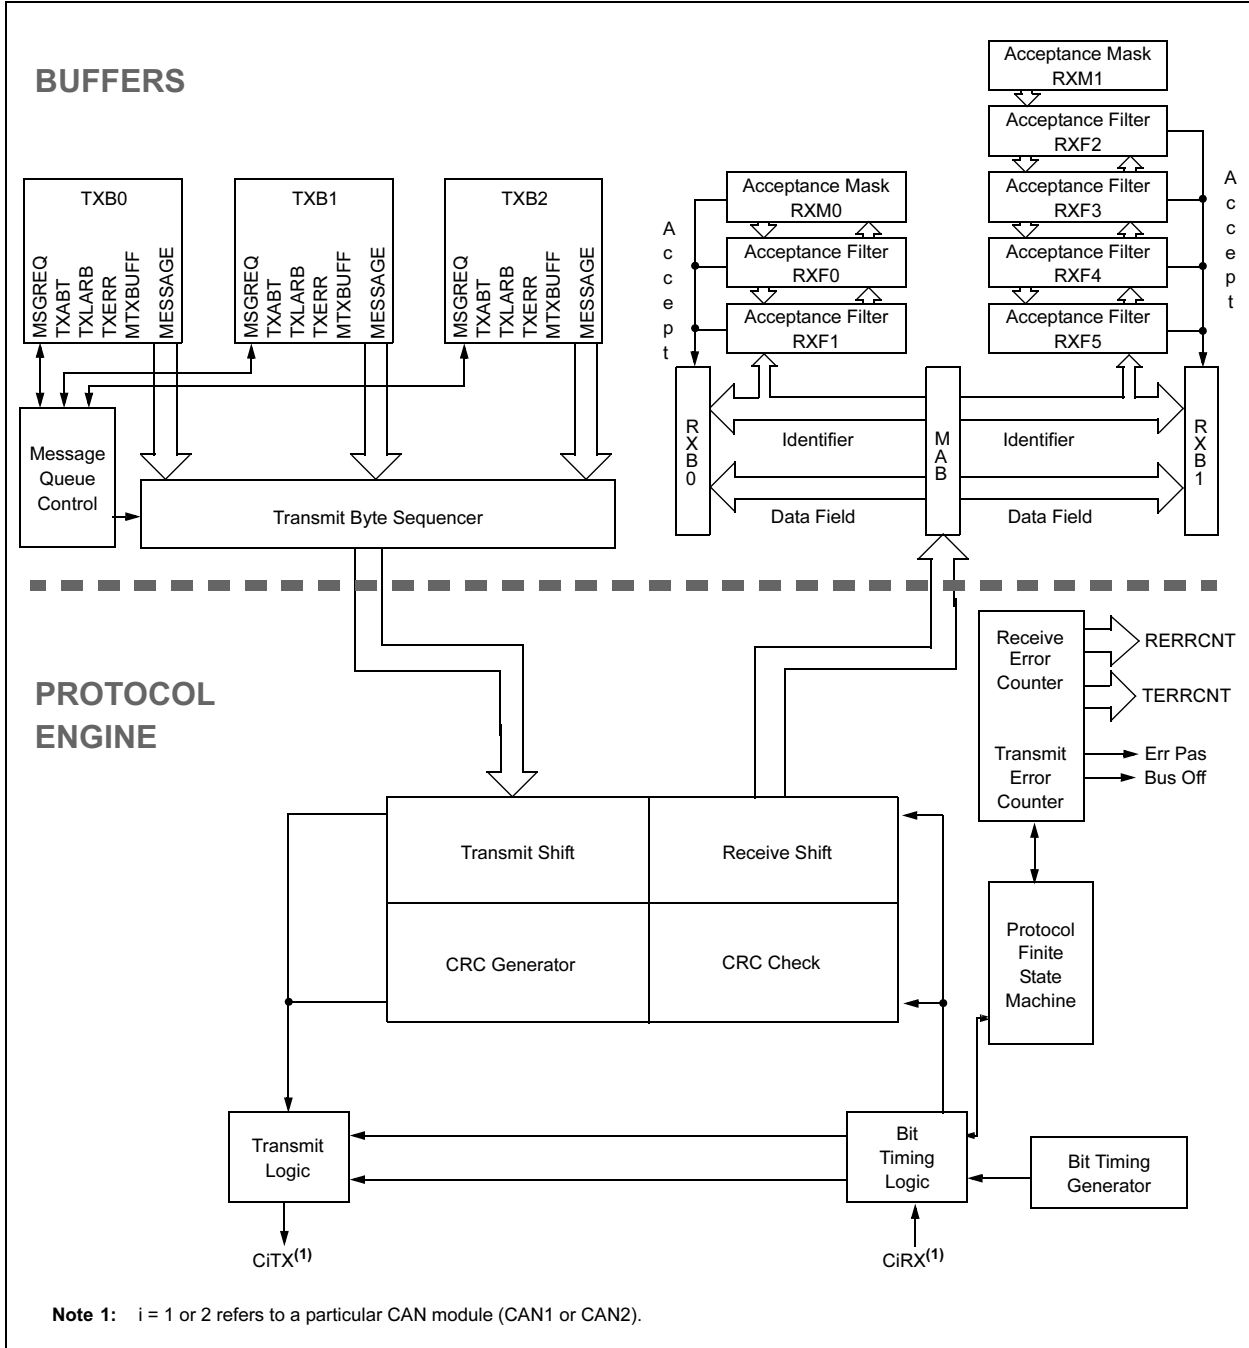 BUFFERS
Acceptance Mask
RXM1
Acceptance Filter
RXF2
Acceptance Filter
RXF3
Acceptance Filter
RXF4
Acceptance Filter
RXF5
Accept
Acceptance Mask
RXM0
Acceptance Filter
RXF0
Acceptance Filter
RXF1
Accept
TXB0
MSGREQ
TXABT
TXLARB
TXERR
MTXBUFF
MESSAGE
TXB1
MSGREQ
TXABT
TXLARB
TXERR
MTXBUFF
MESSAGE
TXB2
MSGREQ
TXABT
TXLARB
TXERR
MTXBUFF
MESSAGE
Message
Queue
Control
Transmit Byte Sequencer
RXB0
Identifier
Data Field
MAB
Identifier
Data Field
RXB1
PROTOCOL
ENGINE
Receive
Error
Counter
Transmit
Error
Counter
RERRCNT
TERRCNT
Err Pas
Bus Off
Transmit Shift
Receive Shift
CRC Generator
CRC Check
Protocol
Finite
State
Machine
Transmit
Logic
Bit
Timing
Logic
Bit Timing
Generator
CiTX(1)
CiRX(1)
Note 1: i = 1 or 2 refers to a particular CAN module (CAN1 or CAN2).